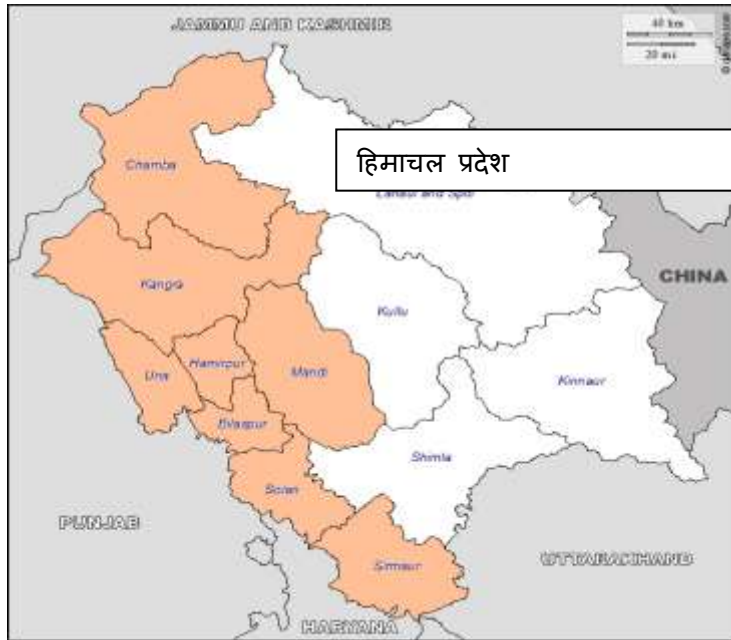 JAMMU AND KASHMIR
40 km
20 mi
Chamba
हिमाचल प्रदेश
Lahaul and Spiti
CHINA
Kangra
Kullu
Una
Hamirpur
Mandi
Kinnaur
Bilaspur
Shimla
Solan
PUNJAB
UTTARAKHAND
Sirmaur
HARYANA